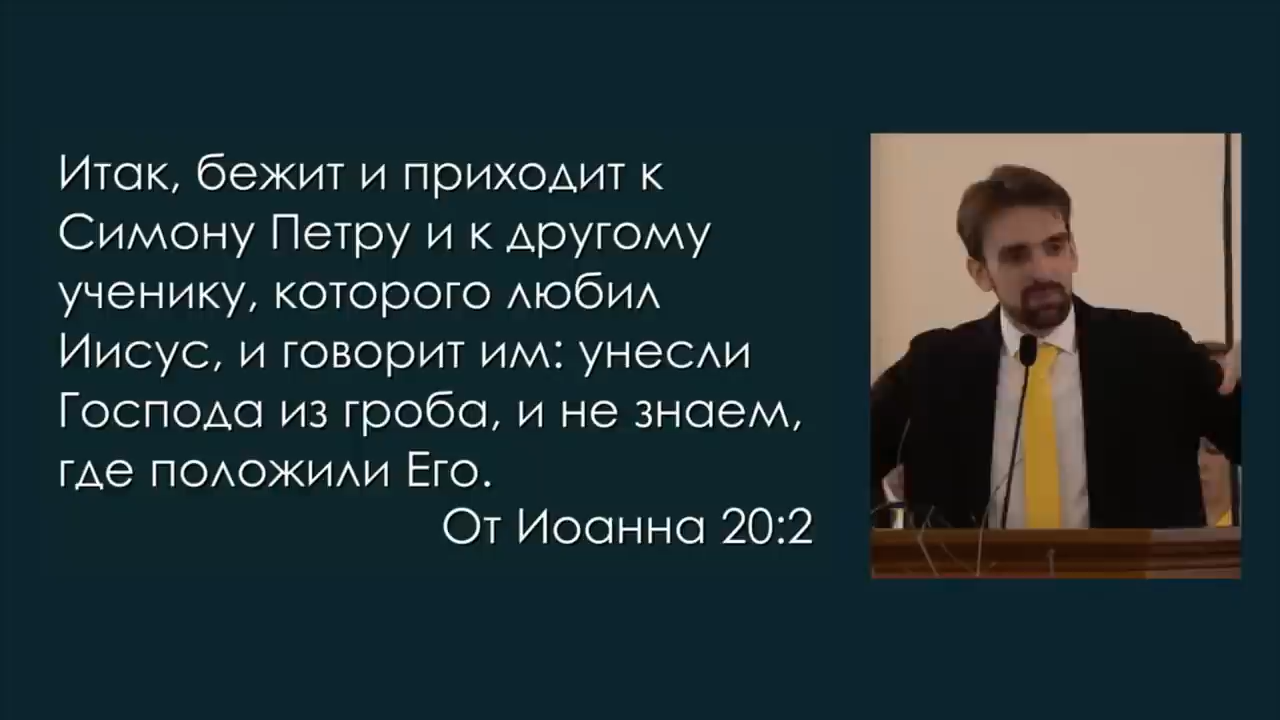 Итак, бежит и приходит к
Симону Петру и к другому
ученику, которого любил
Иисус, и говорит им: унесли
Господа из гроба, и не знаем,
где положили Его.
От Иоанна 20:2